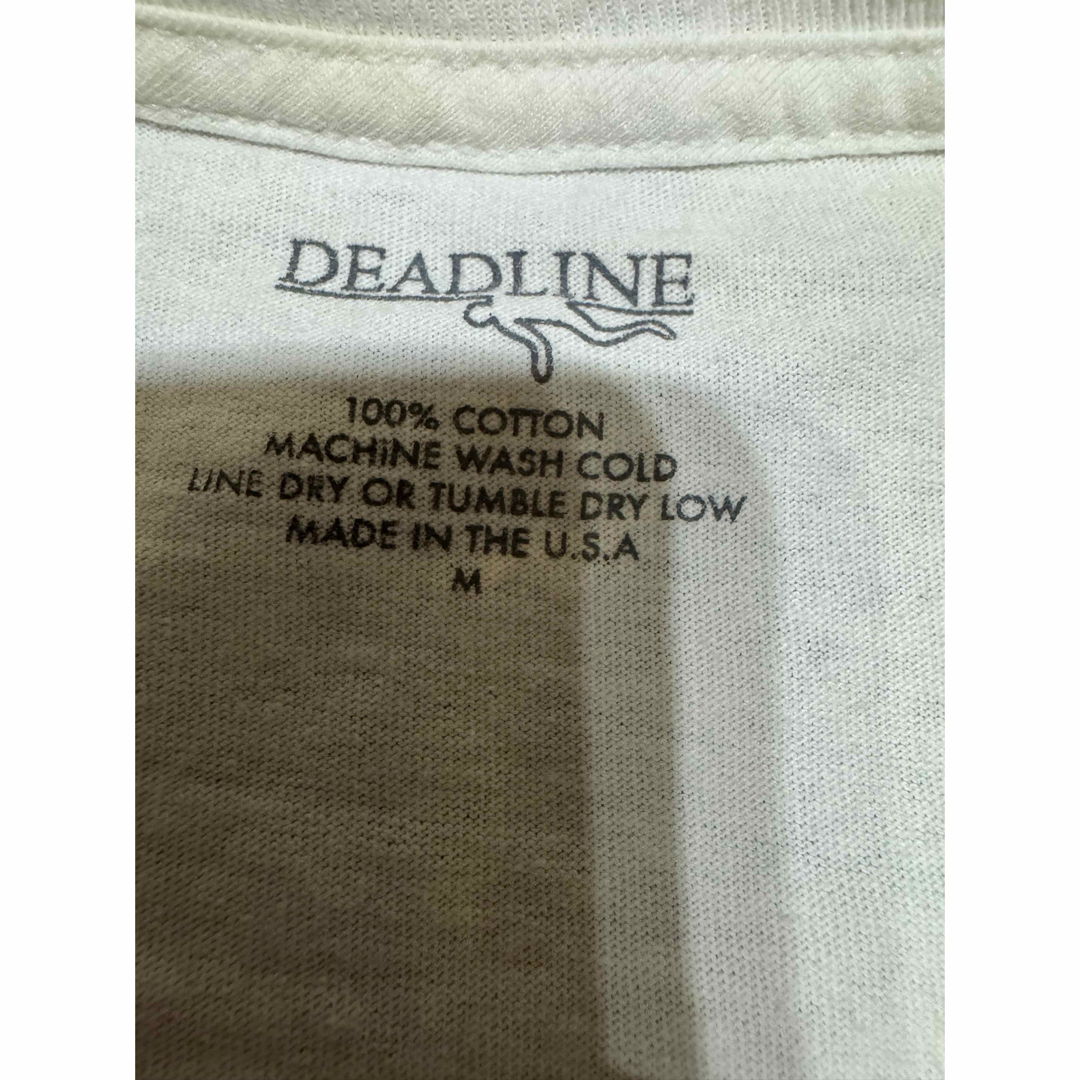 DEADLINE
100% COTTON
MACHINE WASH COLD
LINE DRY OR TUMBLE DRY LOW
MADE IN THE U.S.A
M